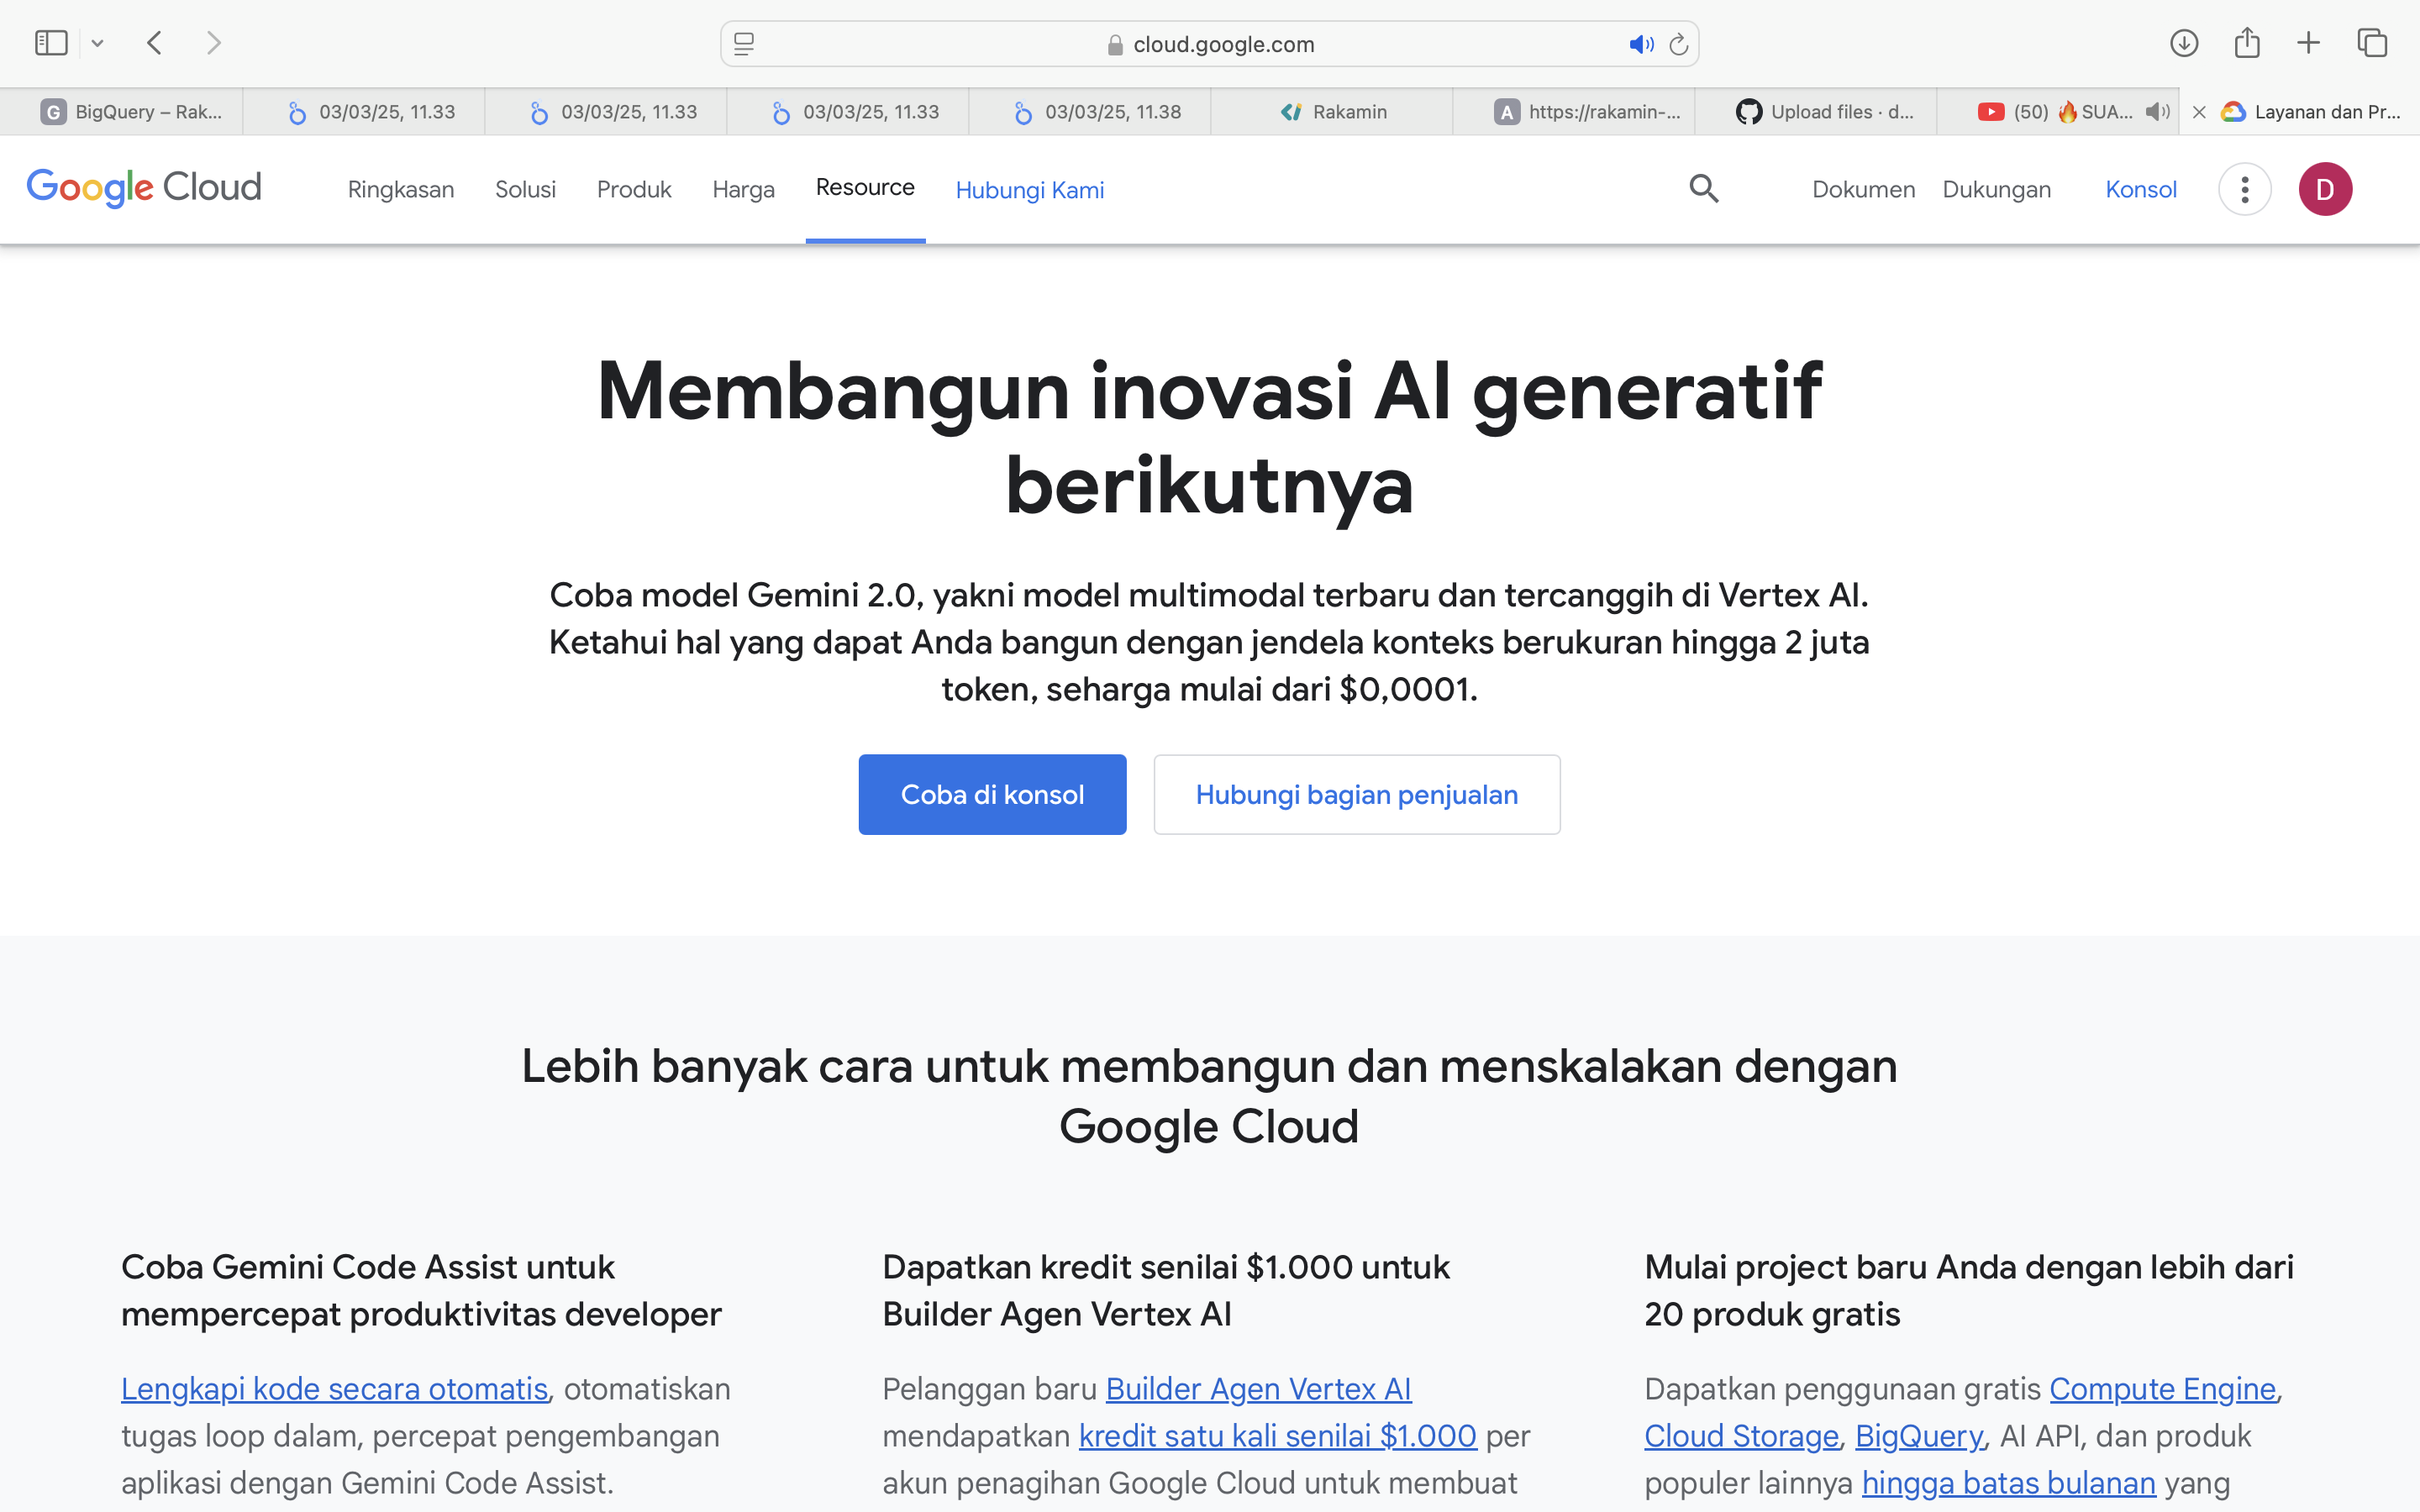 cloud.google.com
G BigQuery – Rak...
03/03/25, 11.33
03/03/25, 11.33
03/03/25, 11.33
03/03/25, 11.38
Rakamin
A https://rakamin-...
Upload files · d...
(50) 🔥SUA...
Layanan dan Pr...
Google Cloud
Ringkasan
Solusi
Produk
Harga
Resource
Hubungi Kami
Dokumen
Dukungan
Konsol
D
Membangun inovasi AI generatif
berikutnya
Coba model Gemini 2.0, yakni model multimodal terbaru dan tercanggih di Vertex AI.
Ketahui hal yang dapat Anda bangun dengan jendela konteks berukuran hingga 2 juta
token, seharga mulai dari $0,0001.
Coba di konsol
Hubungi bagian penjualan
Lebih banyak cara untuk membangun dan menskalakan dengan
Google Cloud
Coba Gemini Code Assist untuk
mempercepat produktivitas developer
Lengkapi kode secara otomatis, otomatiskan
tugas loop dalam, percepat pengembangan
aplikasi dengan Gemini Code Assist.
Dapatkan kredit senilai $1.000 untuk
Builder Agen Vertex AI
Pelanggan baru Builder Agen Vertex AI
mendapatkan kredit satu kali senilai $1.000 per
akun penagihan Google Cloud untuk membuat
Mulai project baru Anda dengan lebih dari
20 produk gratis
Dapatkan penggunaan gratis Compute Engine,
Cloud Storage, BigQuery, AI API, dan produk
populer lainnya hingga batas bulanan yang